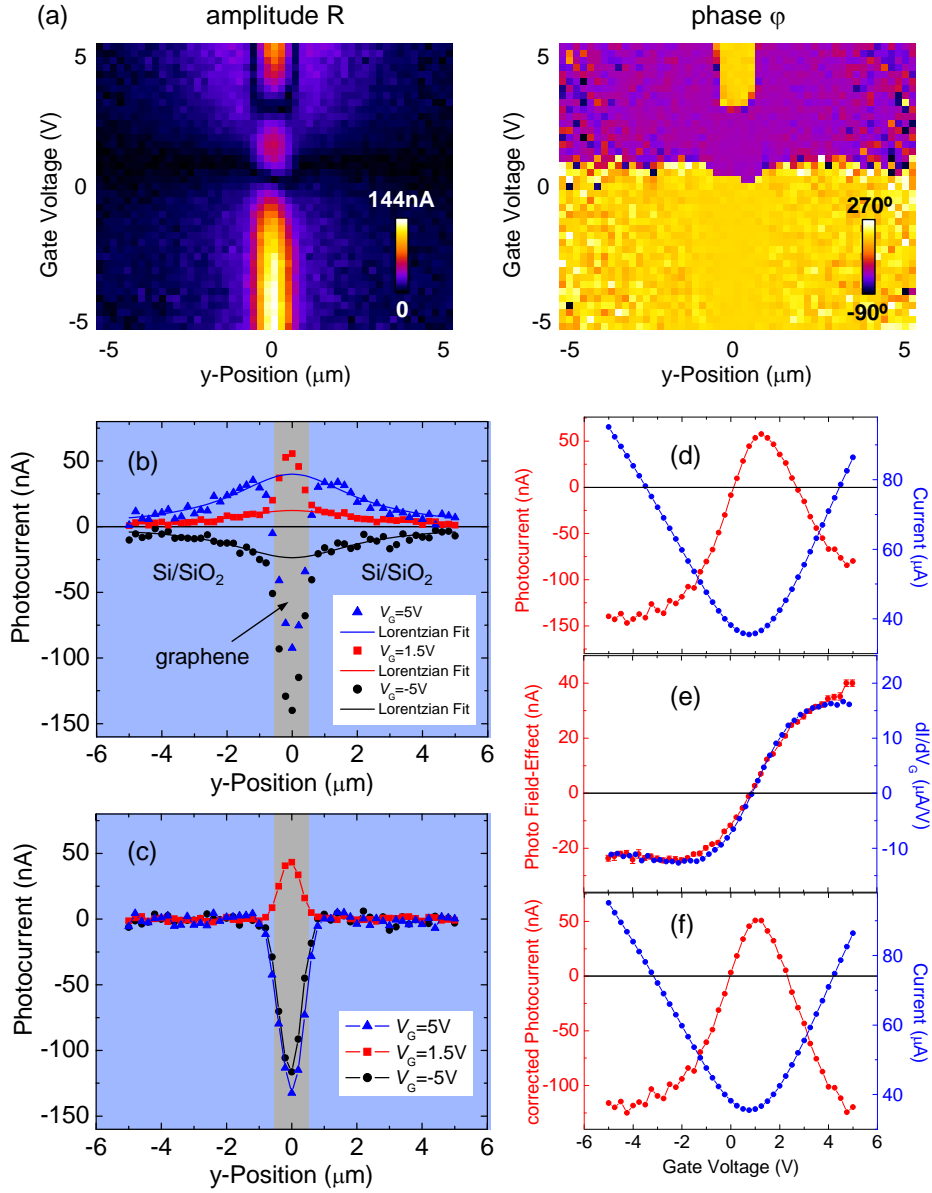 (a)
amplitude R
phase φ
Gate Voltage (V)
5
0
-5
144nA
0
-5
0
5
y-Position (μm)
Gate Voltage (V)
5
0
-5
270º
-90º
-5
0
5
y-Position (μm)
(b)
Photocurrent (nA)
50
0
-50
-100
-150
Si/SiO2
Si/SiO2
graphene
VG=5V
Lorentzian Fit
VG=1.5V
Lorentzian Fit
VG=-5V
Lorentzian Fit
-6 -4 -2 0 2 4 6
y-Position (μm)
(c)
Photocurrent (nA)
50
0
-50
-100
-150
VG=5V
VG=1.5V
VG=-5V
-6 -4 -2 0 2 4 6
y-Position (μm)
(d)
Photocurrent (nA)
50
0
-50
-100
-150
Current (μA)
80
60
40
(e)
Photo Field-Effect (nA)
40
20
0
-20
dI/dVG (μA/V)
20
10
0
-10
(f)
corrected Photocurrent (nA)
50
0
-50
-100
Current (μA)
80
60
40
-6 -4 -2 0 2 4 6
Gate Voltage (V)